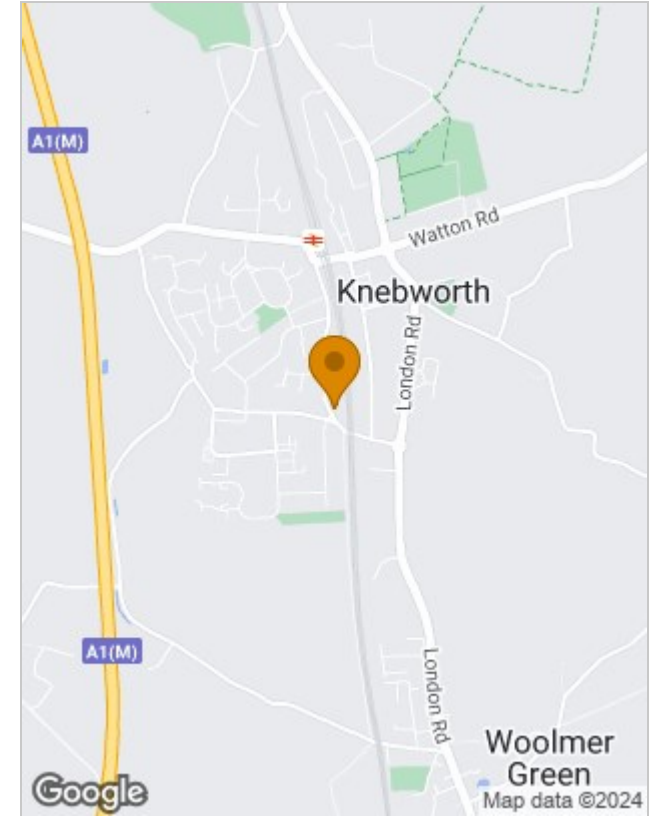 A1(M)
Watton Rd
Knebworth
London Rd
A1(M)
London Rd
Woolmer
Green
Google
Map data ©2024